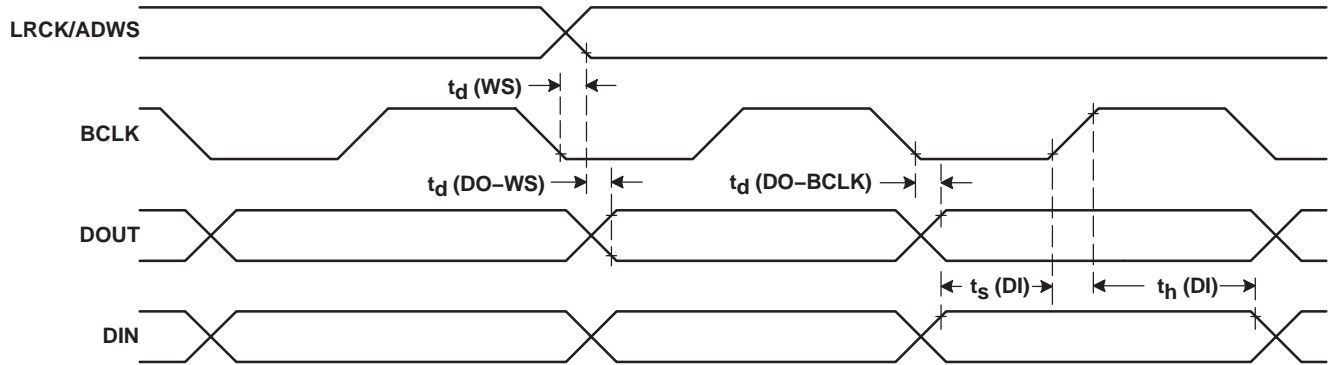 LRCK/ADWS
td (WS)
BCLK
td (DO−WS)
td (DO−BCLK)
DOUT
ts (DI)
th (DI)
DIN